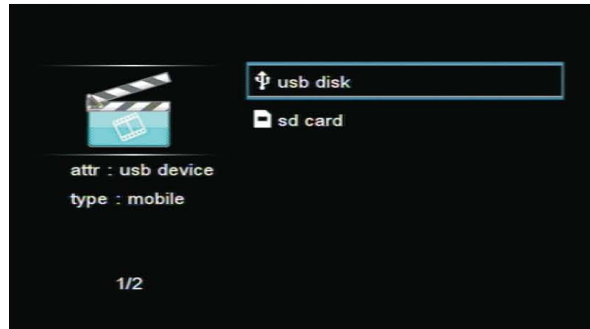 usb disk
sd card
attr : usb device
type : mobile
1/2